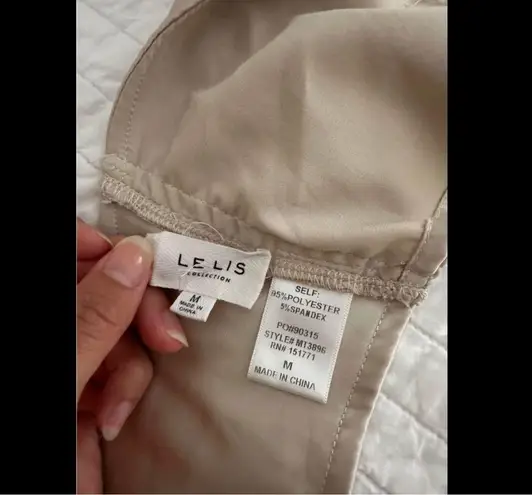 LE LIS
COLLECTION
M
MADE IN
CHINA
SELF:
95%POLYESTER
5%SPANDEX
PO#90315
STYLE# MT3896
RN# 151771
M
MADE IN CHINA